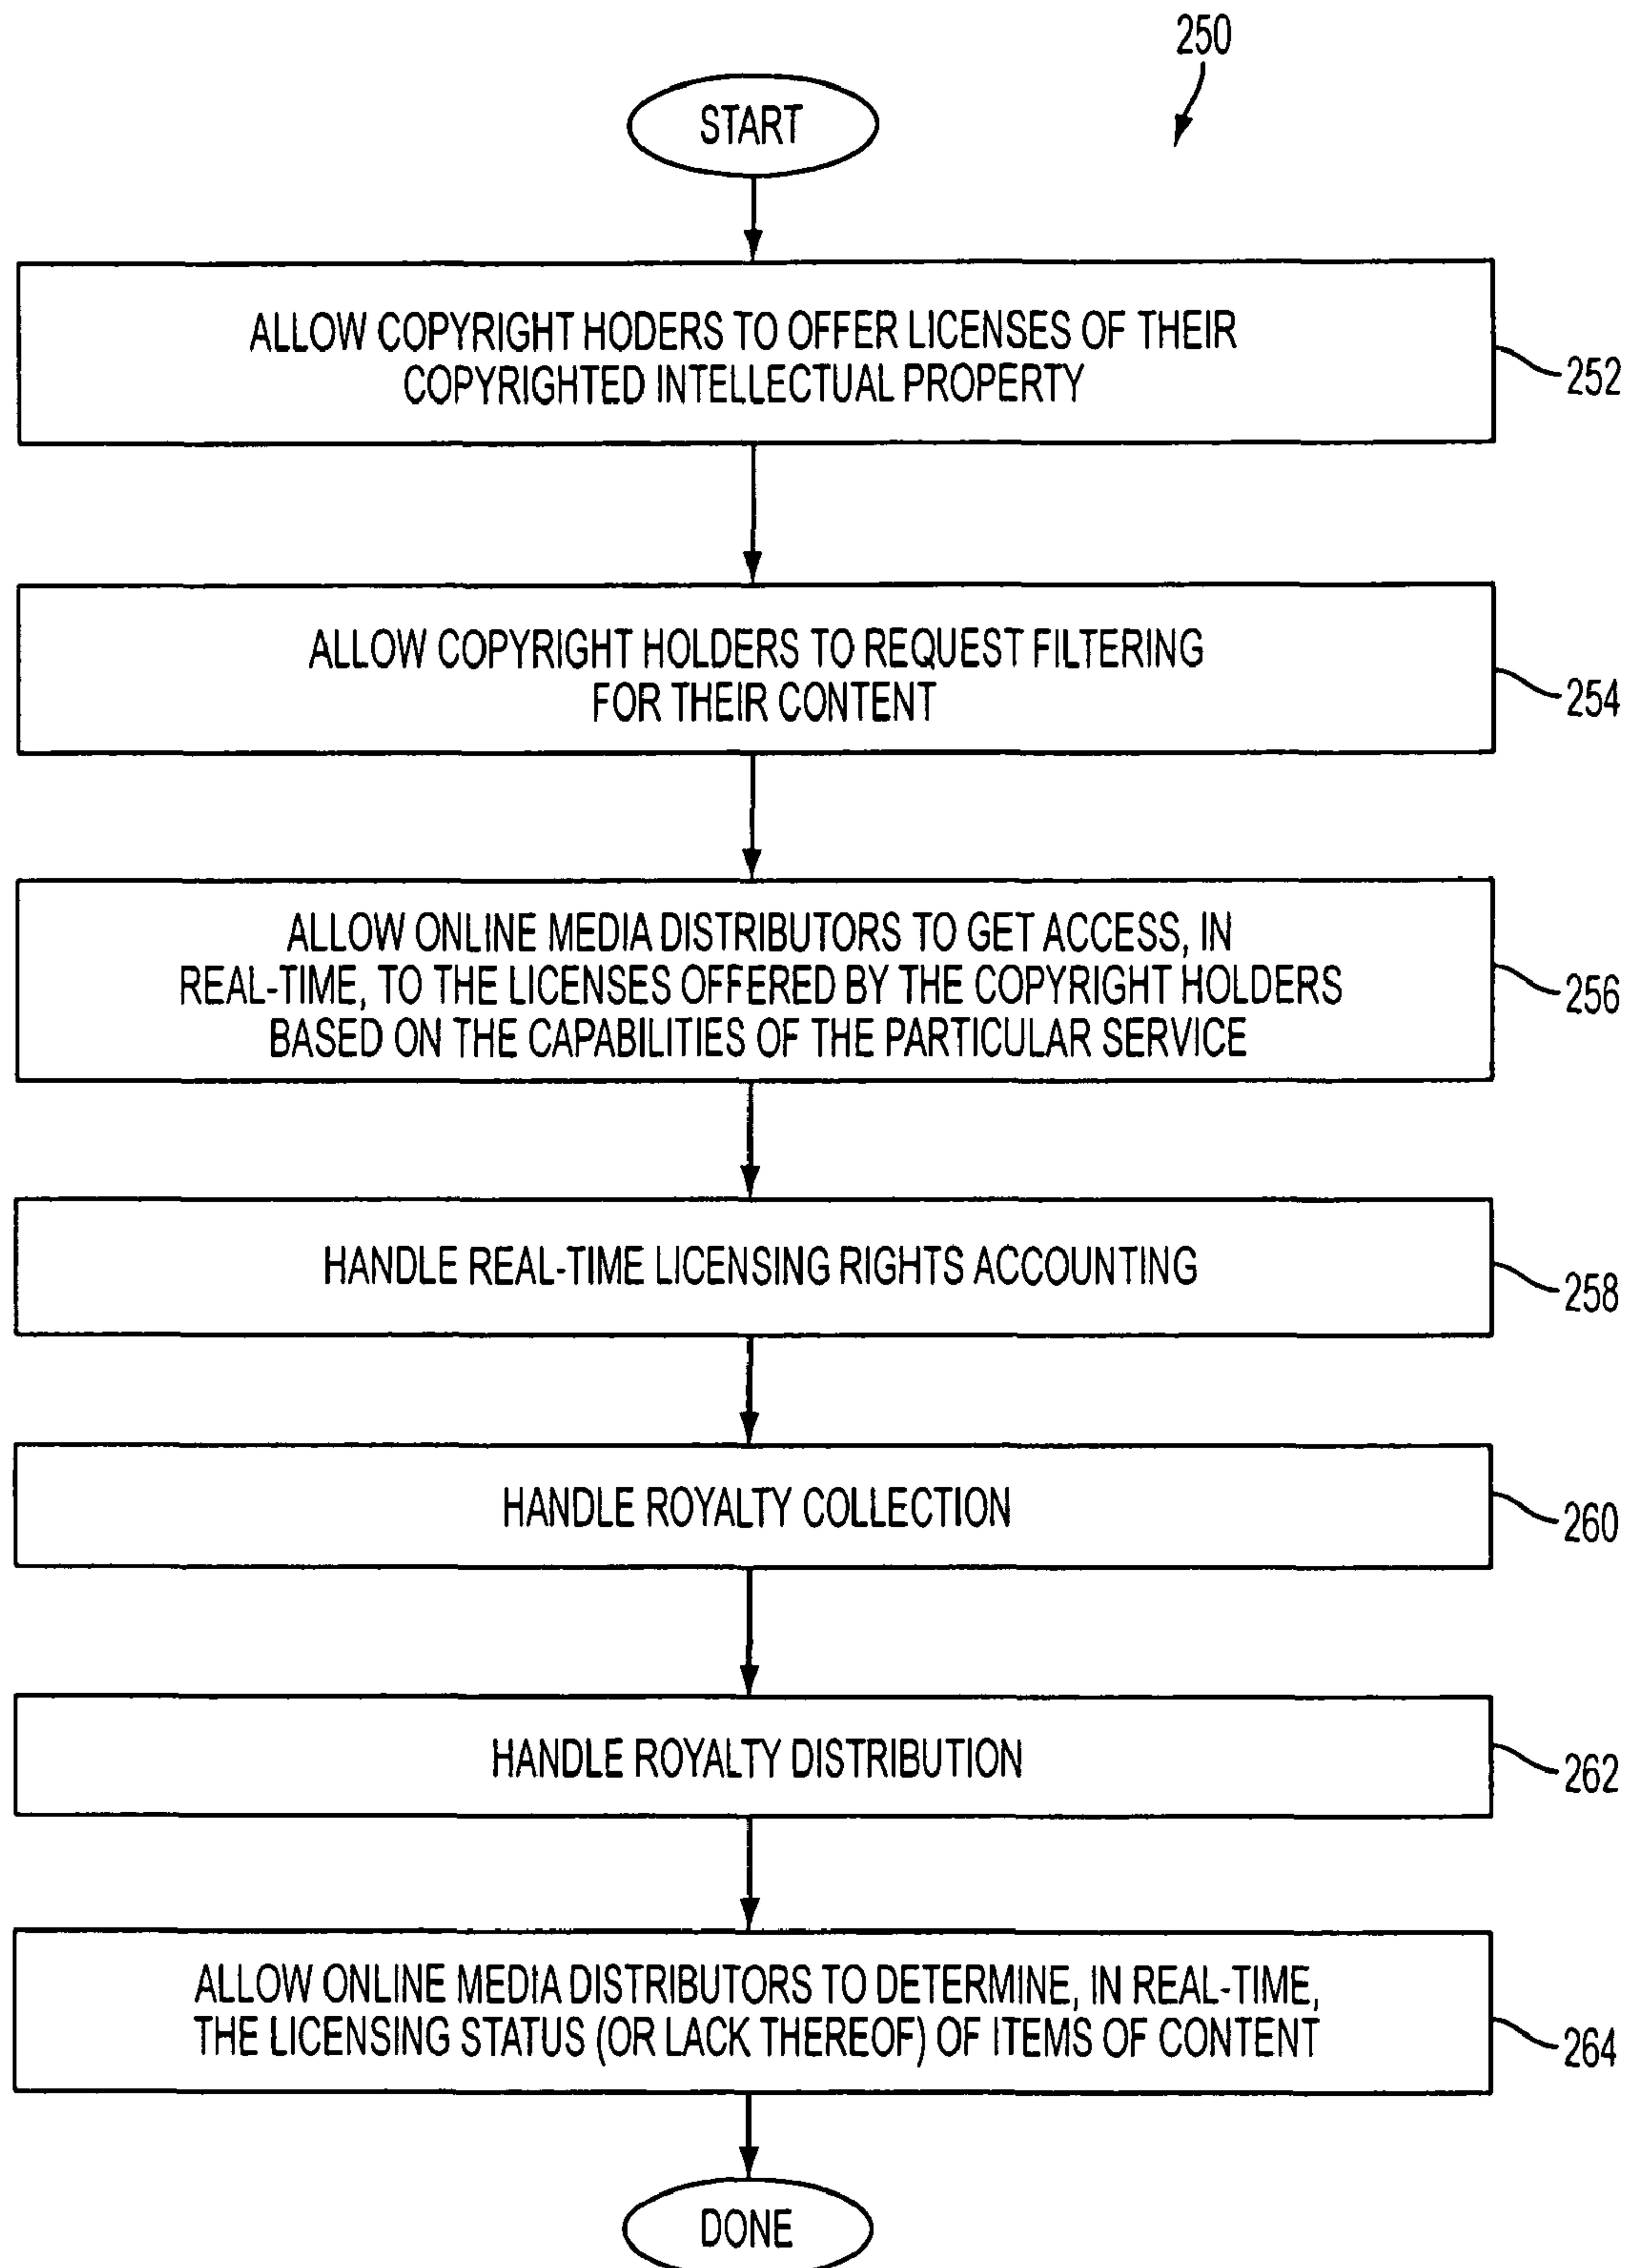 250
START
ALLOW COPYRIGHT HODERS TO OFFER LICENSES OF THEIR
COPYRIGHTED INTELLECTUAL PROPERTY
252
ALLOW COPYRIGHT HOLDERS TO REQUEST FILTERING
FOR THEIR CONTENT
254
ALLOW ONLINE MEDIA DISTRIBUTORS TO GET ACCESS, IN
REAL-TIME, TO THE LICENSES OFFERED BY THE COPYRIGHT HOLDERS
BASED ON THE CAPABILITIES OF THE PARTICULAR SERVICE
256
HANDLE REAL-TIME LICENSING RIGHTS ACCOUNTING
258
HANDLE ROYALTY COLLECTION
260
HANDLE ROYALTY DISTRIBUTION
262
ALLOW ONLINE MEDIA DISTRIBUTORS TO DETERMINE, IN REAL-TIME,
THE LICENSING STATUS (OR LACK THEREOF) OF ITEMS OF CONTENT
264
DONE